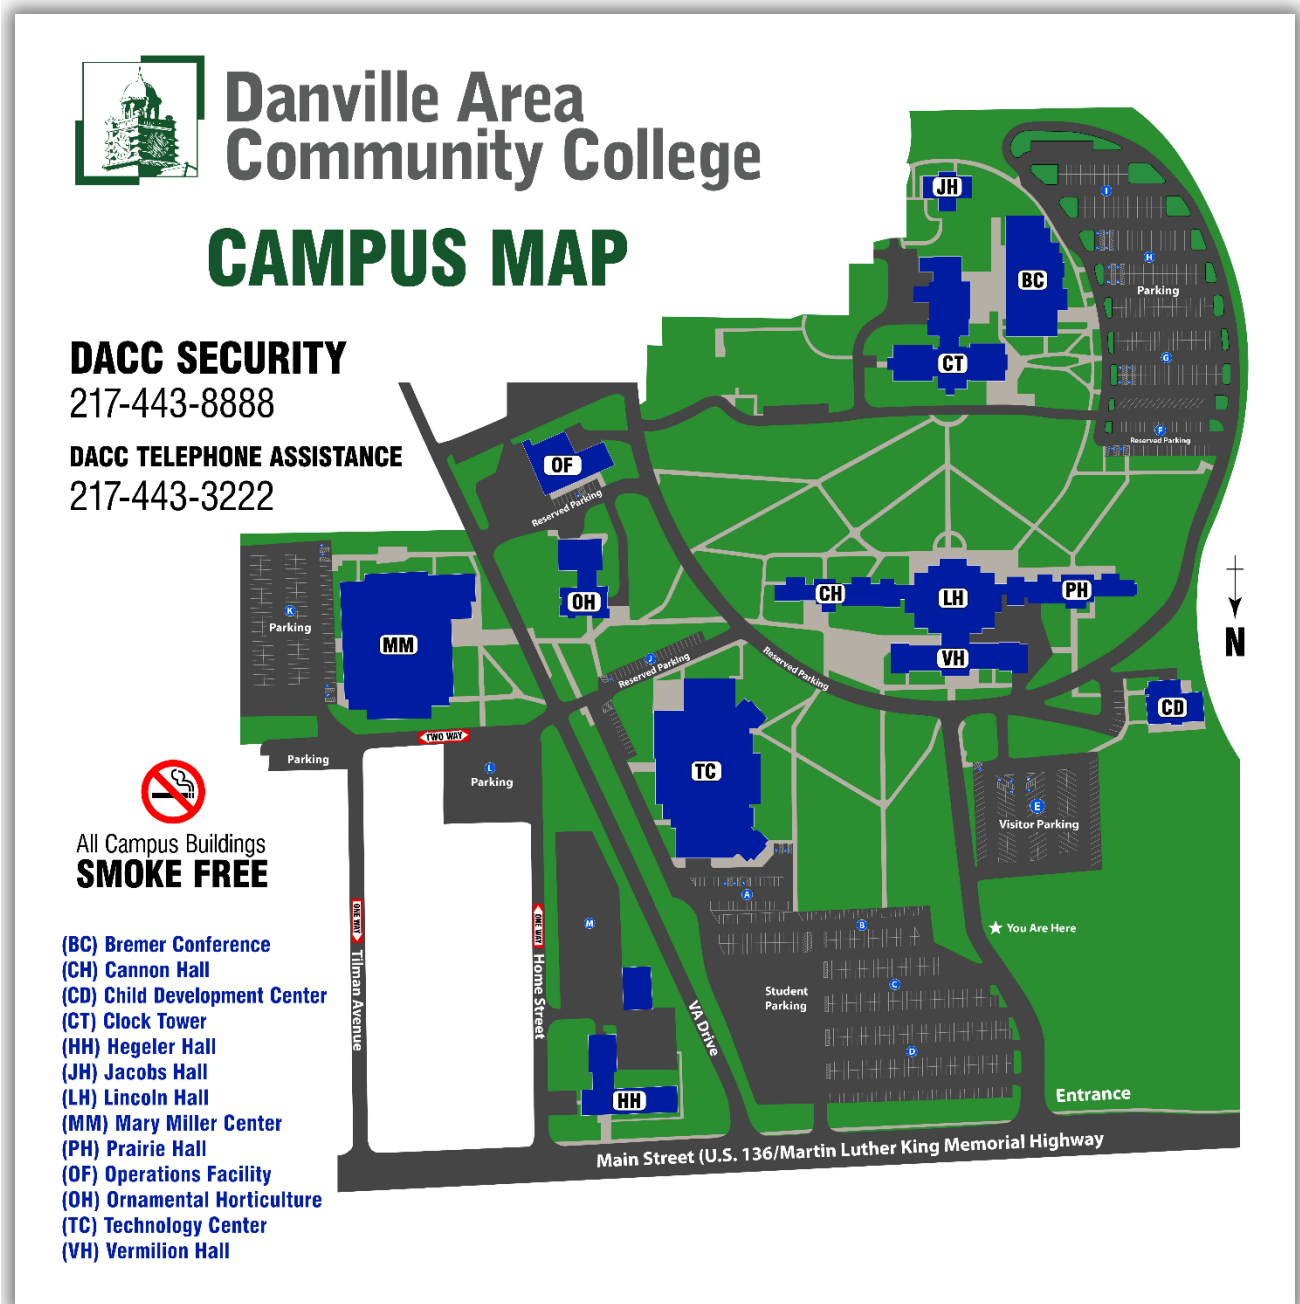 Danville Area
Community College
CAMPUS MAP
DACC SECURITY
217-443-8888
DACC TELEPHONE ASSISTANCE
217-443-3222
JH
I
BC
H
Parking
CT
G
F
Reserved Parking
OF
Reserved Parking
K
Parking
OH
CH
LH
PH
N
MM
J
Reserved Parking
Reserved Parking
VH
CD
TWO WAY
Parking
L
Parking
TC
E
Visitor Parking
All Campus Buildings
SMOKE FREE
A
B
You Are Here
M
ONE WAY
ONE WAY
Tilman Avenue
Home Street
VA Drive
C
Student
Parking
D
HH
Entrance
Main Street (U.S. 136/Martin Luther King Memorial Highway
(BC) Bremer Conference
(CH) Cannon Hall
(CD) Child Development Center
(CT) Clock Tower
(HH) Hegeler Hall
(JH) Jacobs Hall
(LH) Lincoln Hall
(MM) Mary Miller Center
(PH) Prairie Hall
(OF) Operations Facility
(OH) Ornamental Horticulture
(TC) Technology Center
(VH) Vermilion Hall